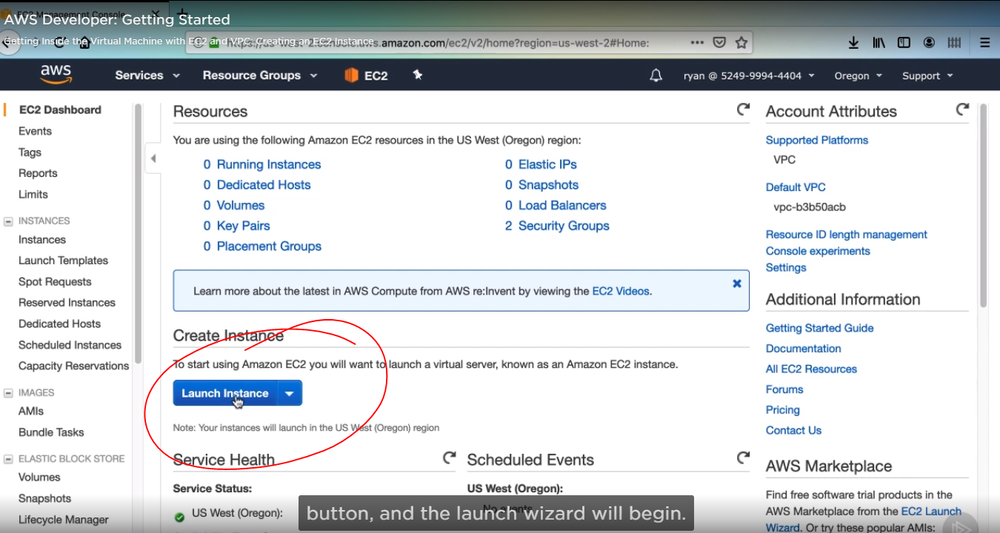 EC2 Management Console
AWS Developer: Getting Started
Getting Inside the Virtual Machine with EC2 and VPC: Creating an EC2 Instance
amazon.com/ec2/v2/home?region=us-west-2#Home:
aws
Services
Resource Groups
EC2
ryan @ 5249-9994-4404
Oregon
Support
EC2 Dashboard
Events
Tags
Reports
Limits
INSTANCES
Instances
Launch Templates
Spot Requests
Reserved Instances
Dedicated Hosts
Scheduled Instances
Capacity Reservations
IMAGES
AMIs
Bundle Tasks
ELASTIC BLOCK STORE
Volumes
Snapshots
Lifecycle Manager
Resources
You are using the following Amazon EC2 resources in the US West (Oregon) region:
0 Running Instances
0 Dedicated Hosts
0 Volumes
0 Key Pairs
0 Placement Groups
0 Elastic IPs
0 Snapshots
0 Load Balancers
2 Security Groups
Learn more about the latest in AWS Compute from AWS re:Invent by viewing the EC2 Videos.
Create Instance
To start using Amazon EC2 you will want to launch a virtual server, known as an Amazon EC2 instance.
Launch Instance
Note: Your instances will launch in the US West (Oregon) region
Service Health
Service Status:
US West (Oregon):
Scheduled Events
US West (Oregon):
No events
button, and the launch wizard will begin.
Account Attributes
Supported Platforms
VPC
Default VPC
vpc-b3b50acb
Resource ID length management
Console experiments
Settings
Additional Information
Getting Started Guide
Documentation
All EC2 Resources
Forums
Pricing
Contact Us
AWS Marketplace
Find free software trial products in the
AWS Marketplace from the EC2 Launch
Wizard. Or try these popular AMIs: